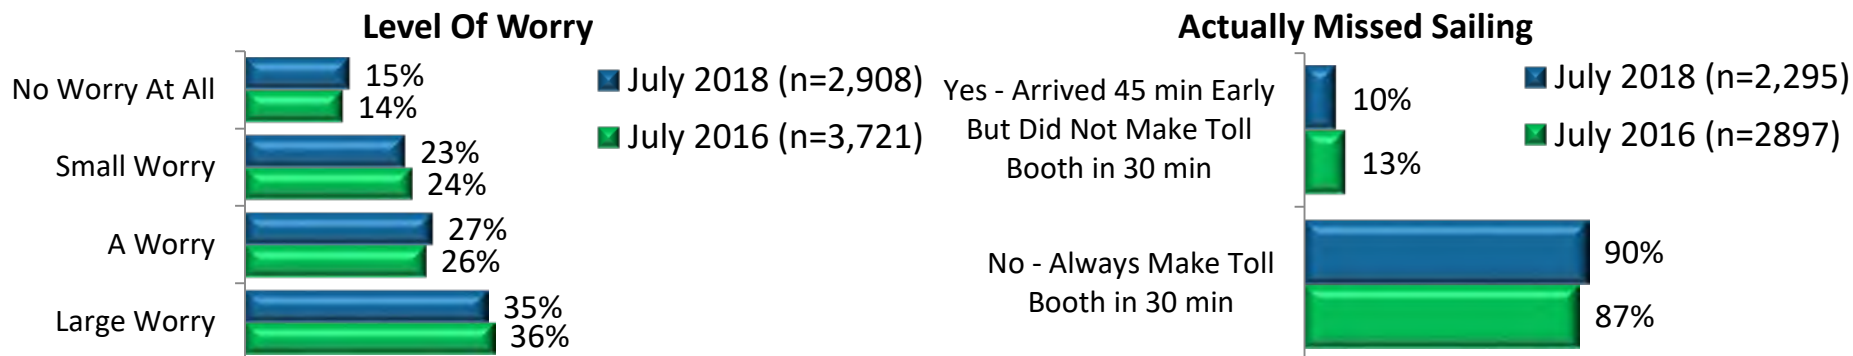 Level Of Worry
No Worry At All
15%
14%
Small Worry
23%
24%
A Worry
27%
26%
Large Worry
35%
36%
July 2018 (n=2,908)
July 2016 (n=3,721)
Actually Missed Sailing
Yes - Arrived 45 min Early
But Did Not Make Toll
Booth in 30 min
10%
13%
No - Always Make Toll
Booth in 30 min
90%
87%
July 2018 (n=2,295)
July 2016 (n=2897)